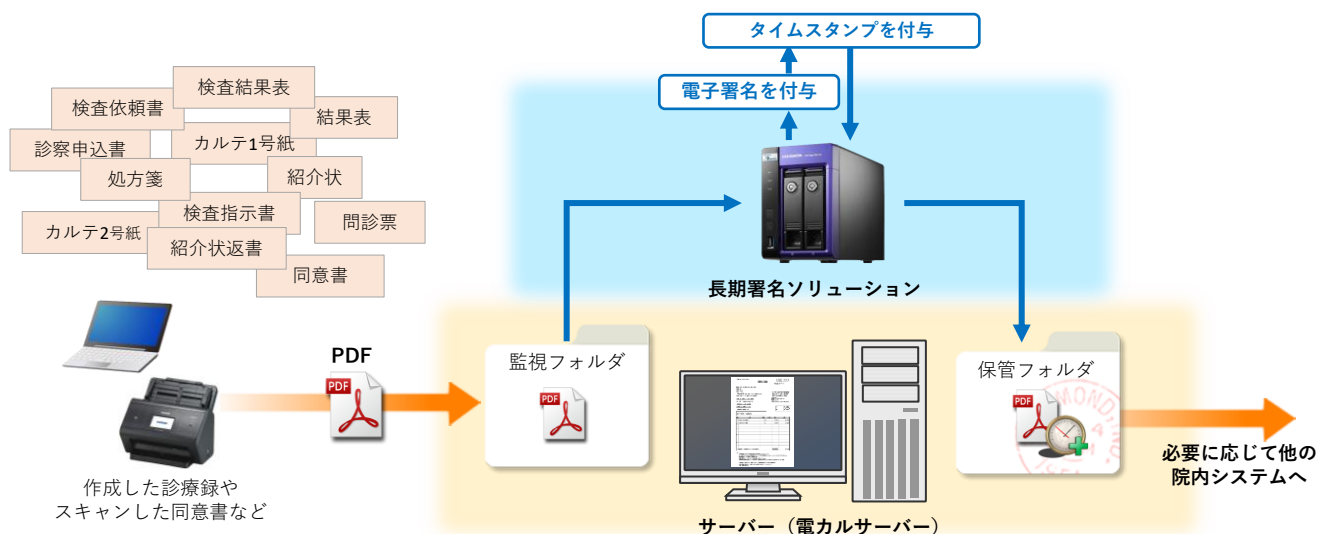 タイムスタンプを付与
電子署名を付与
検査結果表
検査依頼書
結果表
診察申込書
カルテ1号紙
処方箋
紹介状
検査指示書
問診票
カルテ2号紙
紹介状返書
同意書
長期署名ソリューション
PDF
監視フォルダ
保管フォルダ
PDF
PDF
PDF
必要に応じて他の
院内システムへ
作成した診療録や
スキャンした同意書など
サーバー（電カルサーバー）